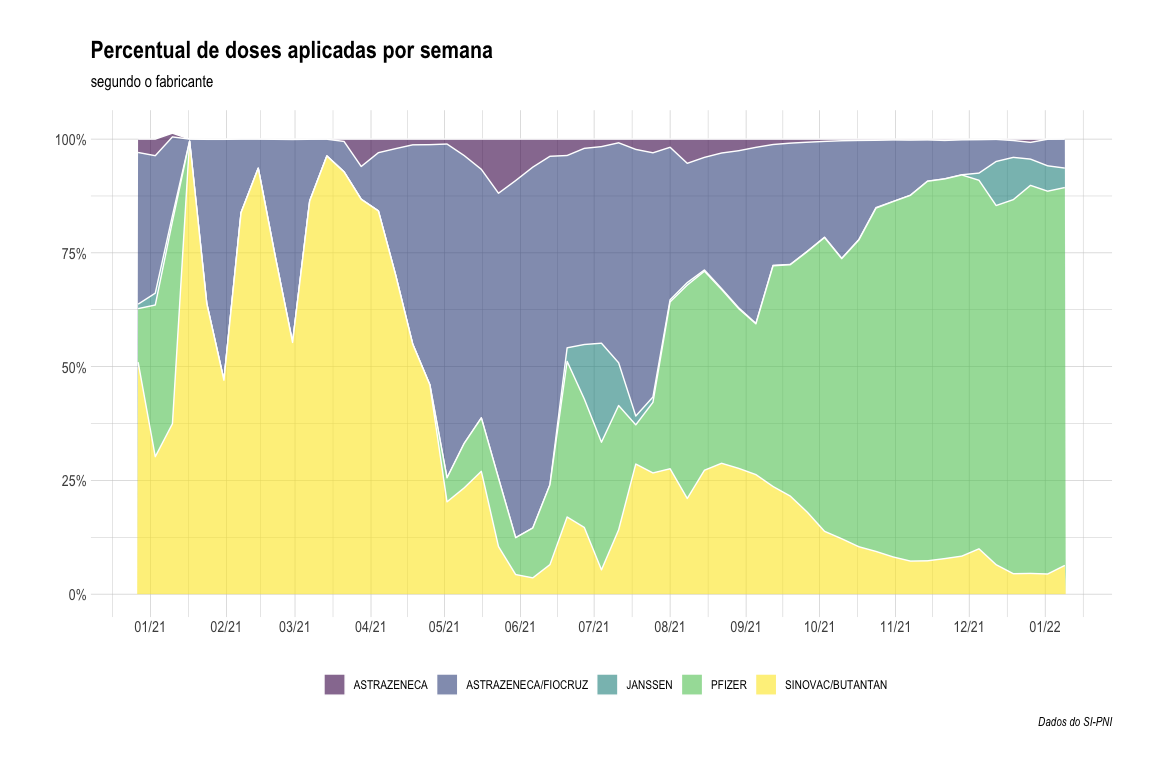 Percentual de doses aplicadas por semana
segundo o fabricante
100%
75%
50%
25%
0%
01/21 02/21 03/21 04/21 05/21 06/21 07/21 08/21 09/21 10/21 11/21 12/21 01/22
ASTRAZENECA ASTRAZENECA/FIOCRUZ JANSSEN PFIZER SINOVAC/BUTANTAN
Dados do SI-PNI